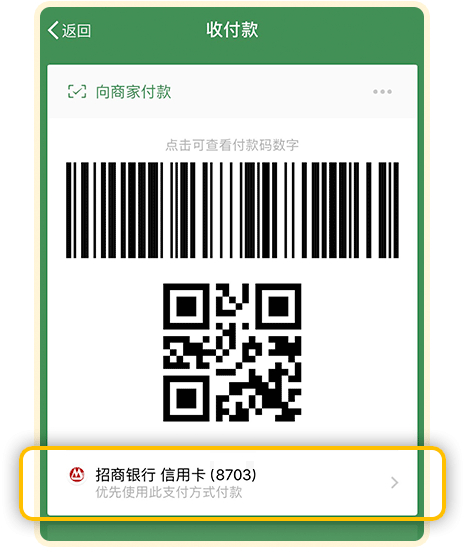 返回
收付款
向商家付款
点击可查看付款码数字
招商银行 信用卡 (8703)
优先使用此支付方式付款